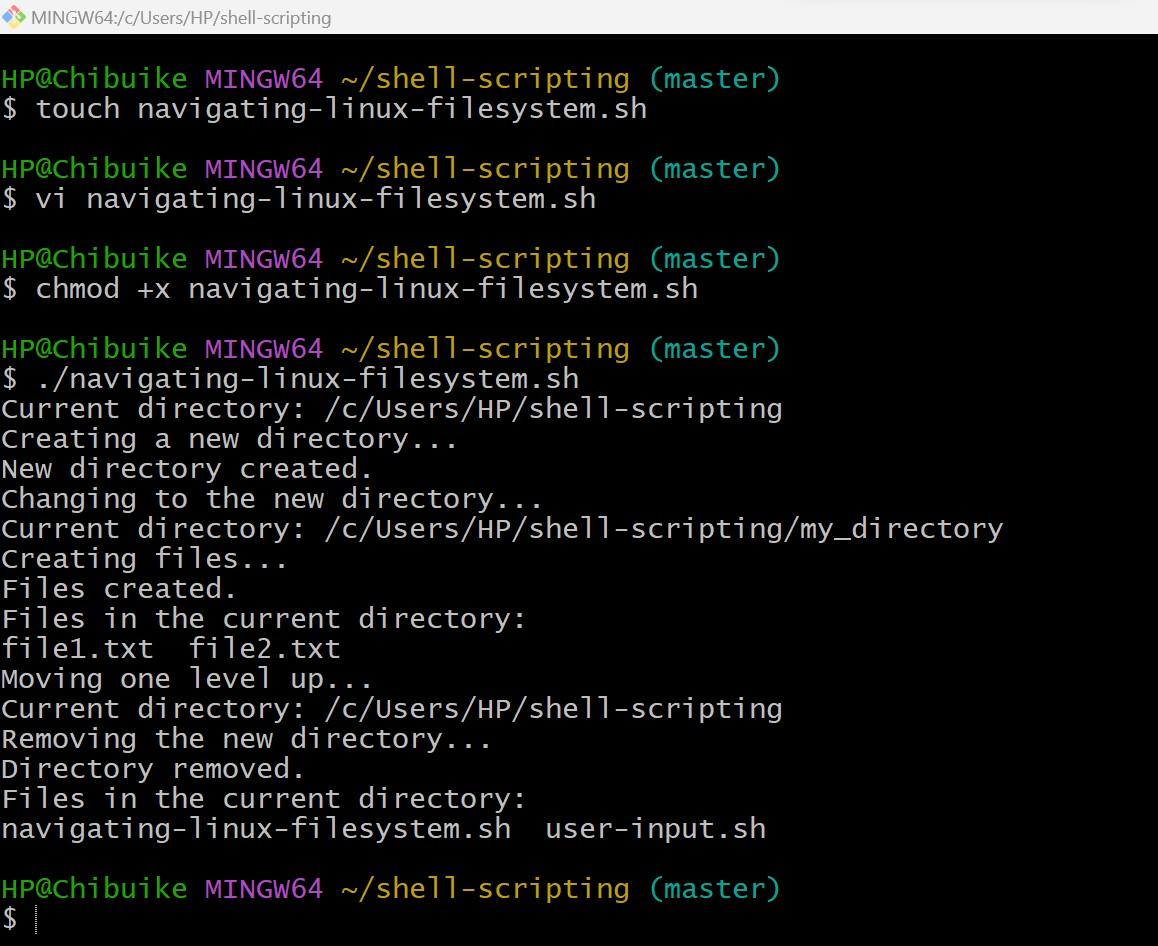 MINGW64:/c/Users/HP/shell-scripting
HP@Chibuike MINGW64 ~/shell-scripting (master)
$ touch navigating-linux-filesystem.sh
HP@Chibuike MINGW64 ~/shell-scripting (master)
$ vi navigating-linux-filesystem.sh
HP@Chibuike MINGW64 ~/shell-scripting (master)
$ chmod +x navigating-linux-filesystem.sh
HP@Chibuike MINGW64 ~/shell-scripting (master)
$ ./navigating-linux-filesystem.sh
Current directory: /c/Users/HP/shell-scripting
Creating a new directory...
New directory created.
Changing to the new directory...
Current directory: /c/Users/HP/shell-scripting/my_directory
Creating files...
Files created.
Files in the current directory:
file1.txt  file2.txt
Moving one level up...
Current directory: /c/Users/HP/shell-scripting
Removing the new directory...
Directory removed.
Files in the current directory:
navigating-linux-filesystem.sh  user-input.sh
HP@Chibuike MINGW64 ~/shell-scripting (master)
$